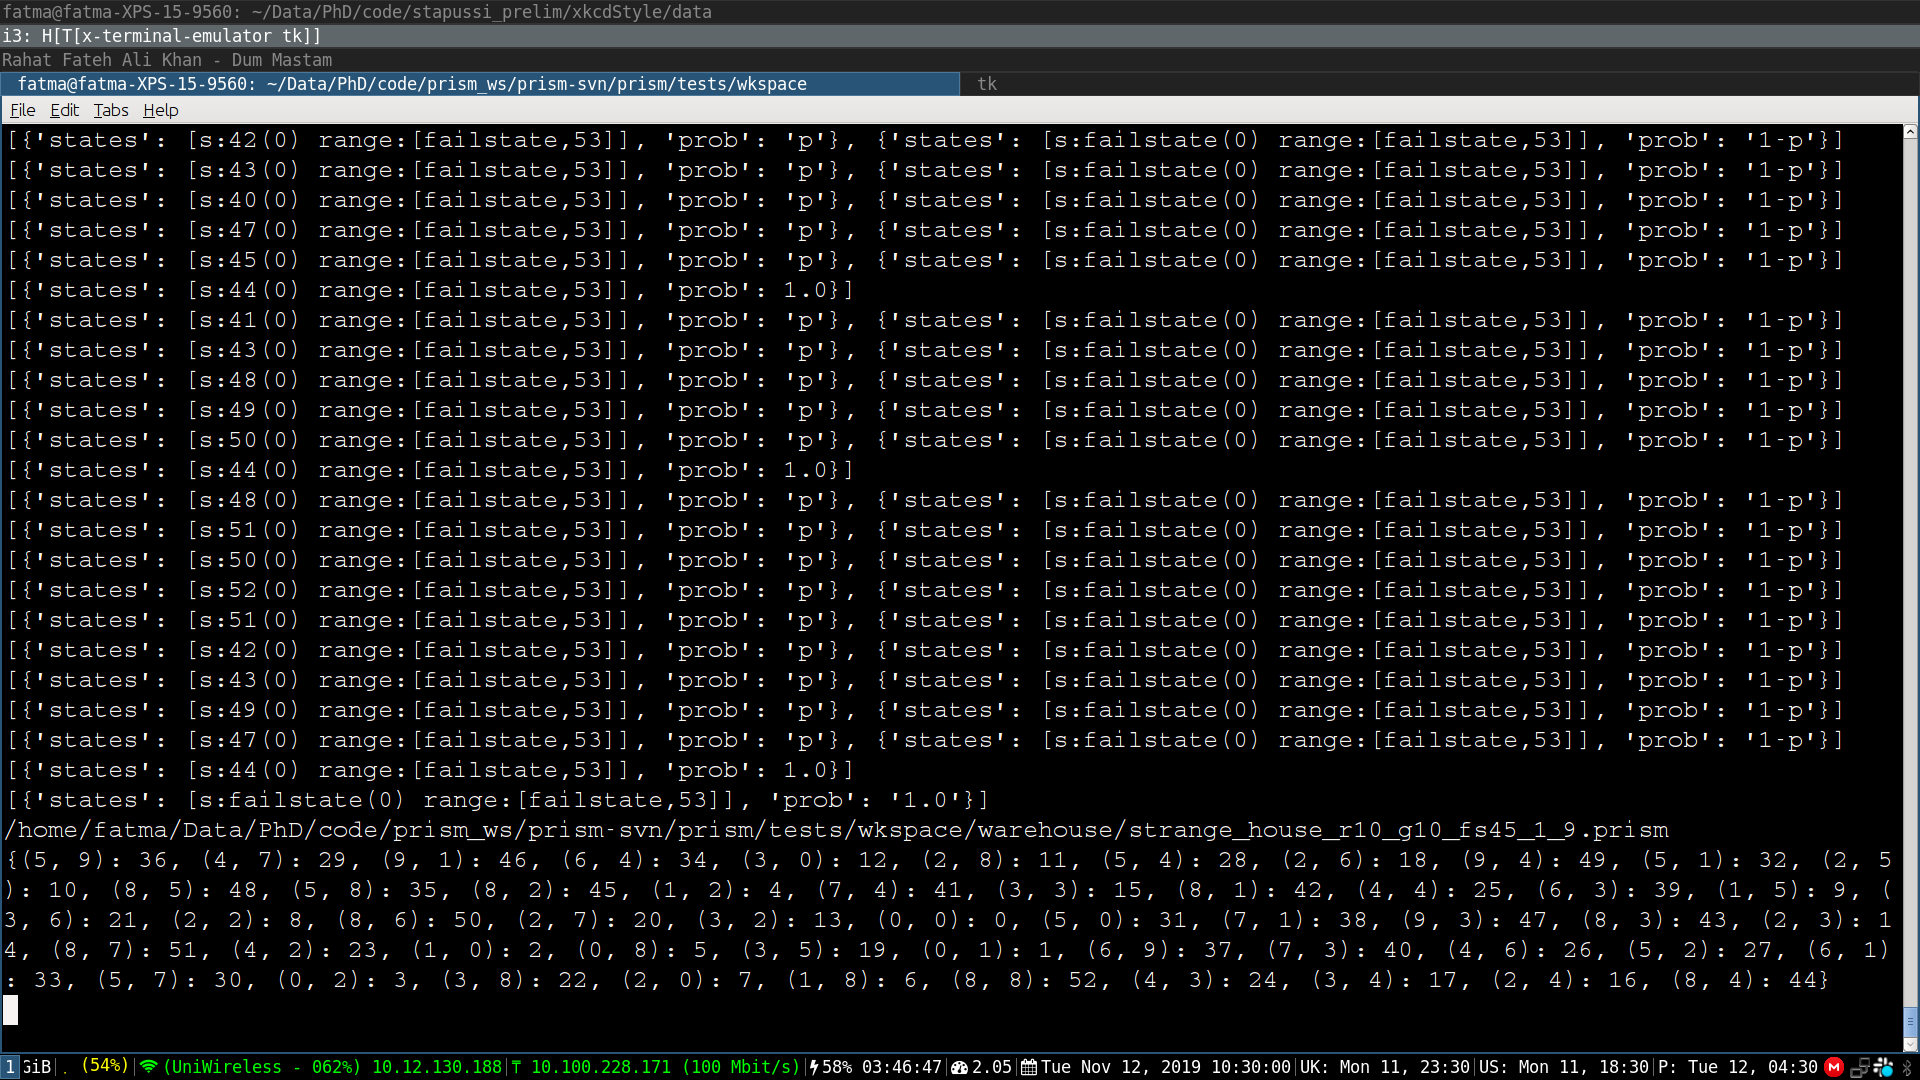 fatma@fatma-XPS-15-9560: ~/Data/PhD/code/stapussi_prelim/xkcdStyle/data
i3: H[T[x-terminal-emulator tk]]
Rahat Fateh Ali Khan - Dum Mastam
fatma@fatma-XPS-15-9560: ~/Data/PhD/code/prism_ws/prism-svn/prism/tests/wkspace tk
File Edit Tabs Help
[{'states': [s:42(0) range:[failstate,53]], 'prob': 'p'}, {'states': [s:failstate(0) range:[failstate,53]], 'prob': '1-p'}]
[{'states': [s:43(0) range:[failstate,53]], 'prob': 'p'}, {'states': [s:failstate(0) range:[failstate,53]], 'prob': '1-p'}]
[{'states': [s:40(0) range:[failstate,53]], 'prob': 'p'}, {'states': [s:failstate(0) range:[failstate,53]], 'prob': '1-p'}]
[{'states': [s:47(0) range:[failstate,53]], 'prob': 'p'}, {'states': [s:failstate(0) range:[failstate,53]], 'prob': '1-p'}]
[{'states': [s:45(0) range:[failstate,53]], 'prob': 'p'}, {'states': [s:failstate(0) range:[failstate,53]], 'prob': '1-p'}]
[{'states': [s:44(0) range:[failstate,53]], 'prob': 1.0}]
[{'states': [s:41(0) range:[failstate,53]], 'prob': 'p'}, {'states': [s:failstate(0) range:[failstate,53]], 'prob': '1-p'}]
[{'states': [s:43(0) range:[failstate,53]], 'prob': 'p'}, {'states': [s:failstate(0) range:[failstate,53]], 'prob': '1-p'}]
[{'states': [s:48(0) range:[failstate,53]], 'prob': 'p'}, {'states': [s:failstate(0) range:[failstate,53]], 'prob': '1-p'}]
[{'states': [s:49(0) range:[failstate,53]], 'prob': 'p'}, {'states': [s:failstate(0) range:[failstate,53]], 'prob': '1-p'}]
[{'states': [s:50(0) range:[failstate,53]], 'prob': 'p'}, {'states': [s:failstate(0) range:[failstate,53]], 'prob': '1-p'}]
[{'states': [s:44(0) range:[failstate,53]], 'prob': 1.0}]
[{'states': [s:48(0) range:[failstate,53]], 'prob': 'p'}, {'states': [s:failstate(0) range:[failstate,53]], 'prob': '1-p'}]
[{'states': [s:51(0) range:[failstate,53]], 'prob': 'p'}, {'states': [s:failstate(0) range:[failstate,53]], 'prob': '1-p'}]
[{'states': [s:50(0) range:[failstate,53]], 'prob': 'p'}, {'states': [s:failstate(0) range:[failstate,53]], 'prob': '1-p'}]
[{'states': [s:52(0) range:[failstate,53]], 'prob': 'p'}, {'states': [s:failstate(0) range:[failstate,53]], 'prob': '1-p'}]
[{'states': [s:51(0) range:[failstate,53]], 'prob': 'p'}, {'states': [s:failstate(0) range:[failstate,53]], 'prob': '1-p'}]
[{'states': [s:42(0) range:[failstate,53]], 'prob': 'p'}, {'states': [s:failstate(0) range:[failstate,53]], 'prob': '1-p'}]
[{'states': [s:43(0) range:[failstate,53]], 'prob': 'p'}, {'states': [s:failstate(0) range:[failstate,53]], 'prob': '1-p'}]
[{'states': [s:49(0) range:[failstate,53]], 'prob': 'p'}, {'states': [s:failstate(0) range:[failstate,53]], 'prob': '1-p'}]
[{'states': [s:47(0) range:[failstate,53]], 'prob': 'p'}, {'states': [s:failstate(0) range:[failstate,53]], 'prob': '1-p'}]
[{'states': [s:44(0) range:[failstate,53]], 'prob': 1.0}]
[{'states': [s:failstate(0) range:[failstate,53]], 'prob': '1.0'}]
/home/fatma/Data/PhD/code/prism_ws/prism-svn/prism/tests/wkspace/warehouse/strange_house_r10_g10_fs45_1_9.prism
{(5, 9): 36, (4, 7): 29, (9, 1): 46, (6, 4): 34, (3, 0): 12, (2, 8): 11, (5, 4): 28, (2, 6): 18, (9, 4): 49, (5, 1): 32, (2, 5
): 10, (8, 5): 48, (5, 8): 35, (8, 2): 45, (1, 2): 4, (7, 4): 41, (3, 3): 15, (8, 1): 42, (4, 4): 25, (6, 3): 39, (1, 5): 9, (
3, 6): 21, (2, 2): 8, (8, 6): 50, (2, 7): 20, (3, 2): 13, (0, 0): 0, (5, 0): 31, (7, 1): 38, (9, 3): 47, (8, 3): 43, (2, 3): 1
4, (8, 7): 51, (4, 2): 23, (1, 0): 2, (0, 8): 5, (3, 5): 19, (0, 1): 1, (6, 9): 37, (7, 3): 40, (4, 6): 26, (5, 2): 27, (6, 1)
: 33, (5, 7): 30, (0, 2): 3, (3, 8): 22, (2, 0): 7, (1, 8): 6, (8, 8): 52, (4, 3): 24, (3, 4): 17, (2, 4): 16, (8, 4): 44}
1 GiB|. (54%) (UniWireless - 062%) 10.12.130.188|₸ 10.100.228.171 (100 Mbit/s)|58% 03:46:47|2.05|Tue Nov 12, 2019 10:30:00|UK: Mon 11, 23:30|US: Mon 11, 18:30|P: Tue 12, 04:30 M